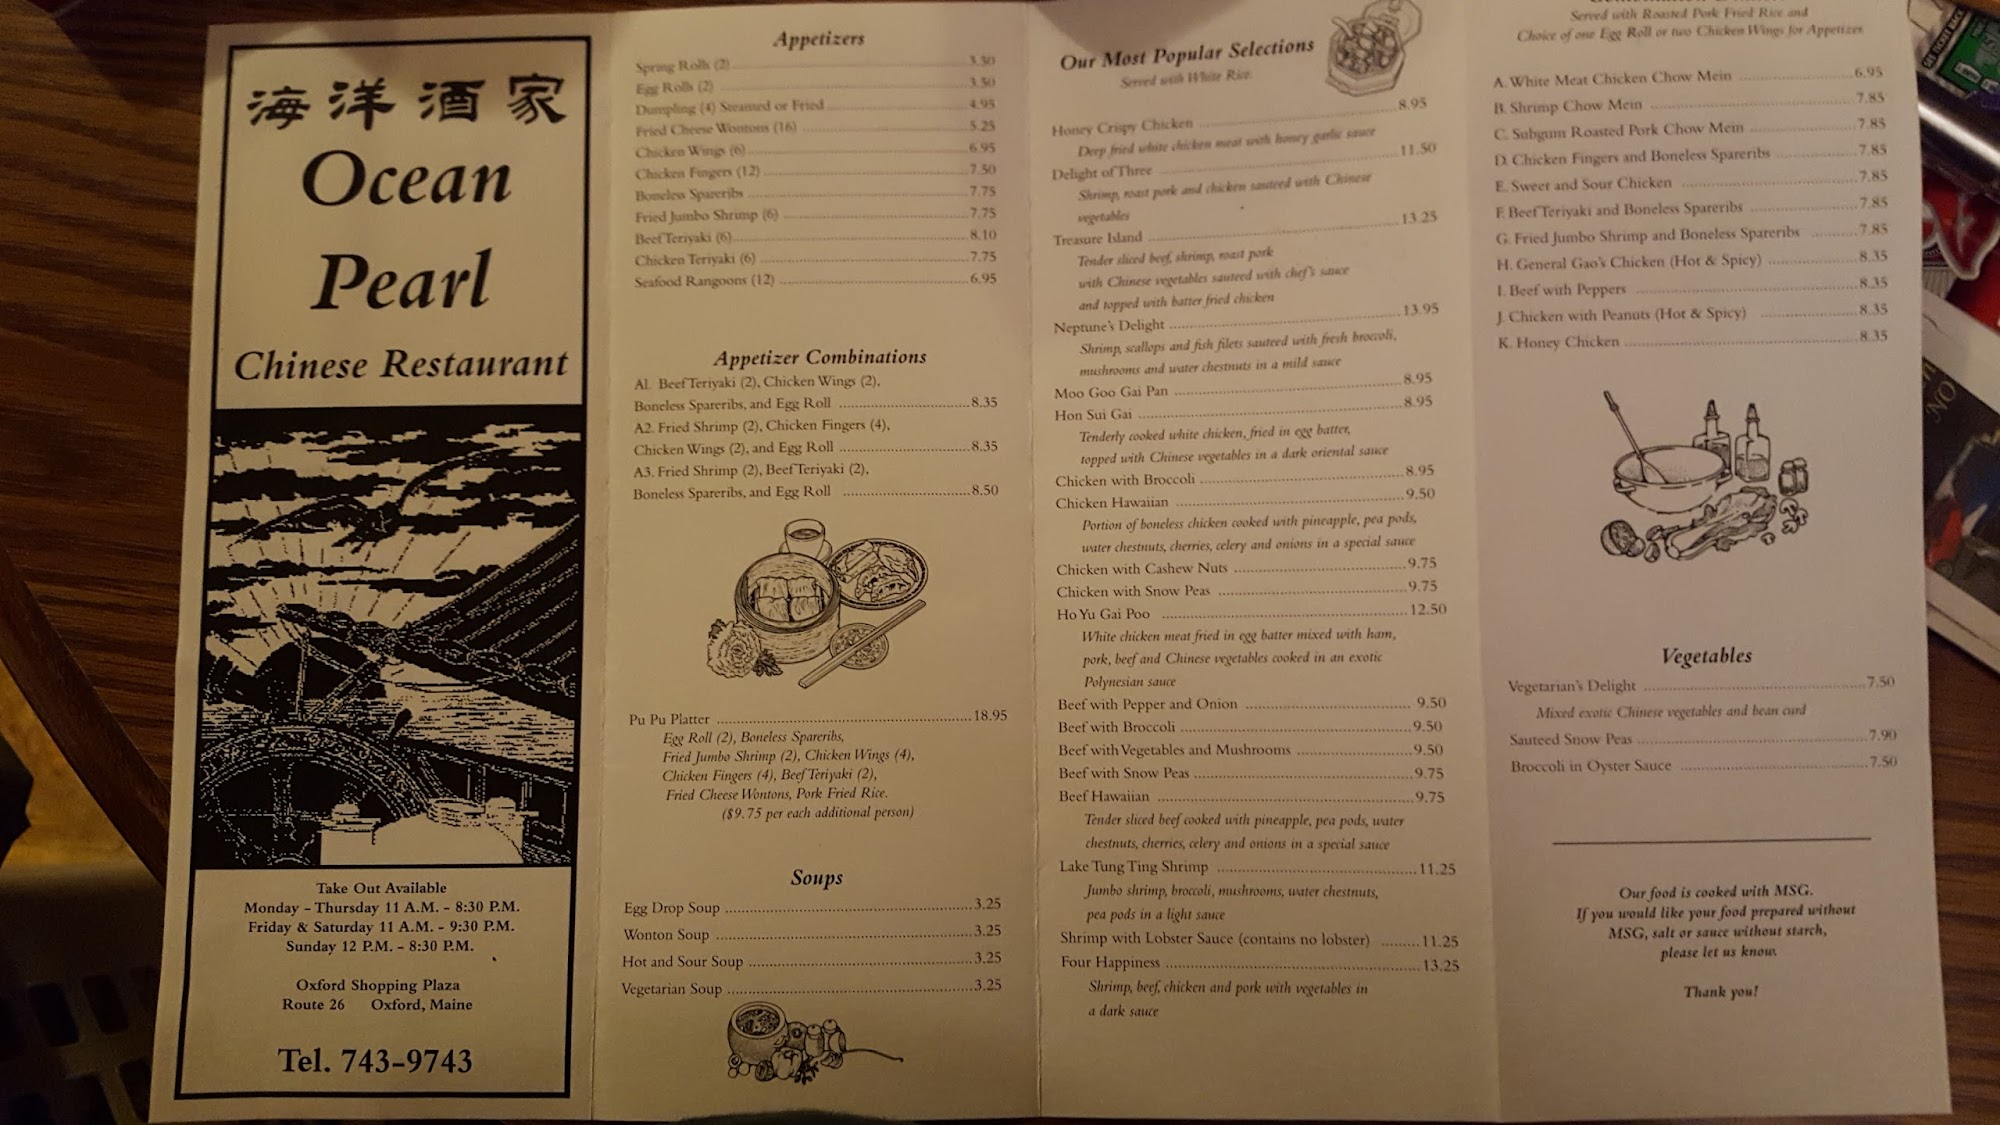 海洋酒家
Ocean
Pearl
Chinese Restaurant
Take Out Available
Monday - Thursday 11 A.M. - 8:30 P.M.
Friday & Saturday 11 A.M. - 9:30 P.M.
Sunday 12 P.M. - 8:30 P.M.
Oxford Shopping Plaza
Route 26 Oxford, Maine
Tel. 743-9743
Appetizers
Spring Rolls (2) 3.50
Egg Rolls (2) 3.50
Dumpling (4) Steamed or Fried 4.95
Fried Cheese Wontons (16) 5.25
Chicken Wings (6) 6.95
Chicken Fingers (12) 7.50
Boneless Spareribs 7.75
Fried Jumbo Shrimp (6) 7.75
Beef Teriyaki (6) 8.10
Chicken Teriyaki (6) 7.75
Seafood Rangoons (12) 6.95
Appetizer Combinations
A1. Beef Teriyaki (2), Chicken Wings (2),
Boneless Spareribs, and Egg Roll 8.35
A2. Fried Shrimp (2), Chicken Fingers (4),
Chicken Wings (2), and Egg Roll 8.35
A3. Fried Shrimp (2), Beef Teriyaki (2),
Boneless Spareribs, and Egg Roll 8.50
Pu Pu Platter 18.95
Egg Roll (2), Boneless Spareribs,
Fried Jumbo Shrimp (2), Chicken Wings (4),
Chicken Fingers (4), Beef Teriyaki (2),
Fried Cheese Wontons, Pork Fried Rice.
($9.75 per each additional person)
Soups
Egg Drop Soup 3.25
Wonton Soup 3.25
Hot and Sour Soup 3.25
Vegetarian Soup 3.25
Our Most Popular Selections
Served with White Rice.
Honey Crispy Chicken 8.95
Deep fried white chicken meat with honey garlic sauce
Delight of Three 11.50
Shrimp, roast pork and chicken sauteed with Chinese
vegetables
Treasure Island 13.25
Tender sliced beef, shrimp, roast pork
with Chinese vegetables sauteed with chef's sauce
and topped with batter fried chicken
Neptune's Delight 13.95
Shrimp, scallops and fish filets sauteed with fresh broccoli,
mushrooms and water chestnuts in a mild sauce
Moo Goo Gai Pan 8.95
Hon Sui Gai 8.95
Tenderly cooked white chicken, fried in egg batter,
topped with Chinese vegetables in a dark oriental sauce
Chicken with Broccoli 8.95
Chicken Hawaiian 9.50
Portion of boneless chicken cooked with pineapple, pea pods,
water chestnuts, cherries, celery and onions in a special sauce
Chicken with Cashew Nuts 9.75
Chicken with Snow Peas 9.75
Ho Yu Gai Poo 12.50
White chicken meat fried in egg batter mixed with ham,
pork, beef and Chinese vegetables cooked in an exotic
Polynesian sauce
Beef with Pepper and Onion 9.50
Beef with Broccoli 9.50
Beef with Vegetables and Mushrooms 9.50
Beef with Snow Peas 9.75
Beef Hawaiian 9.75
Tender sliced beef cooked with pineapple, pea pods, water
chestnuts, cherries, celery and onions in a special sauce
Lake Tung Ting Shrimp 11.25
Jumbo shrimp, broccoli, mushrooms, water chestnuts,
pea pods in a light sauce
Shrimp with Lobster Sauce (contains no lobster) 11.25
Four Happiness 13.25
Shrimp, beef, chicken and pork with vegetables in
a dark sauce
Served with Roasted Pork Fried Rice and
Choice of one Egg Roll or two Chicken Wings for Appetizer
A. White Meat Chicken Chow Mein 6.95
B. Shrimp Chow Mein 7.85
C. Subgum Roasted Pork Chow Mein 7.85
D. Chicken Fingers and Boneless Spareribs 7.85
E. Sweet and Sour Chicken 7.85
F. Beef Teriyaki and Boneless Spareribs 7.85
G. Fried Jumbo Shrimp and Boneless Spareribs 7.85
H. General Gao's Chicken (Hot & Spicy) 8.35
I. Beef with Peppers 8.35
J. Chicken with Peanuts (Hot & Spicy) 8.35
K. Honey Chicken 8.35
Vegetables
Vegetarian's Delight 7.50
Mixed exotic Chinese vegetables and bean curd
Sauteed Snow Peas 7.90
Broccoli in Oyster Sauce 7.50
Our food is cooked with MSG.
If you would like your food prepared without
MSG, salt or sauce without starch,
please let us know.
Thank you!